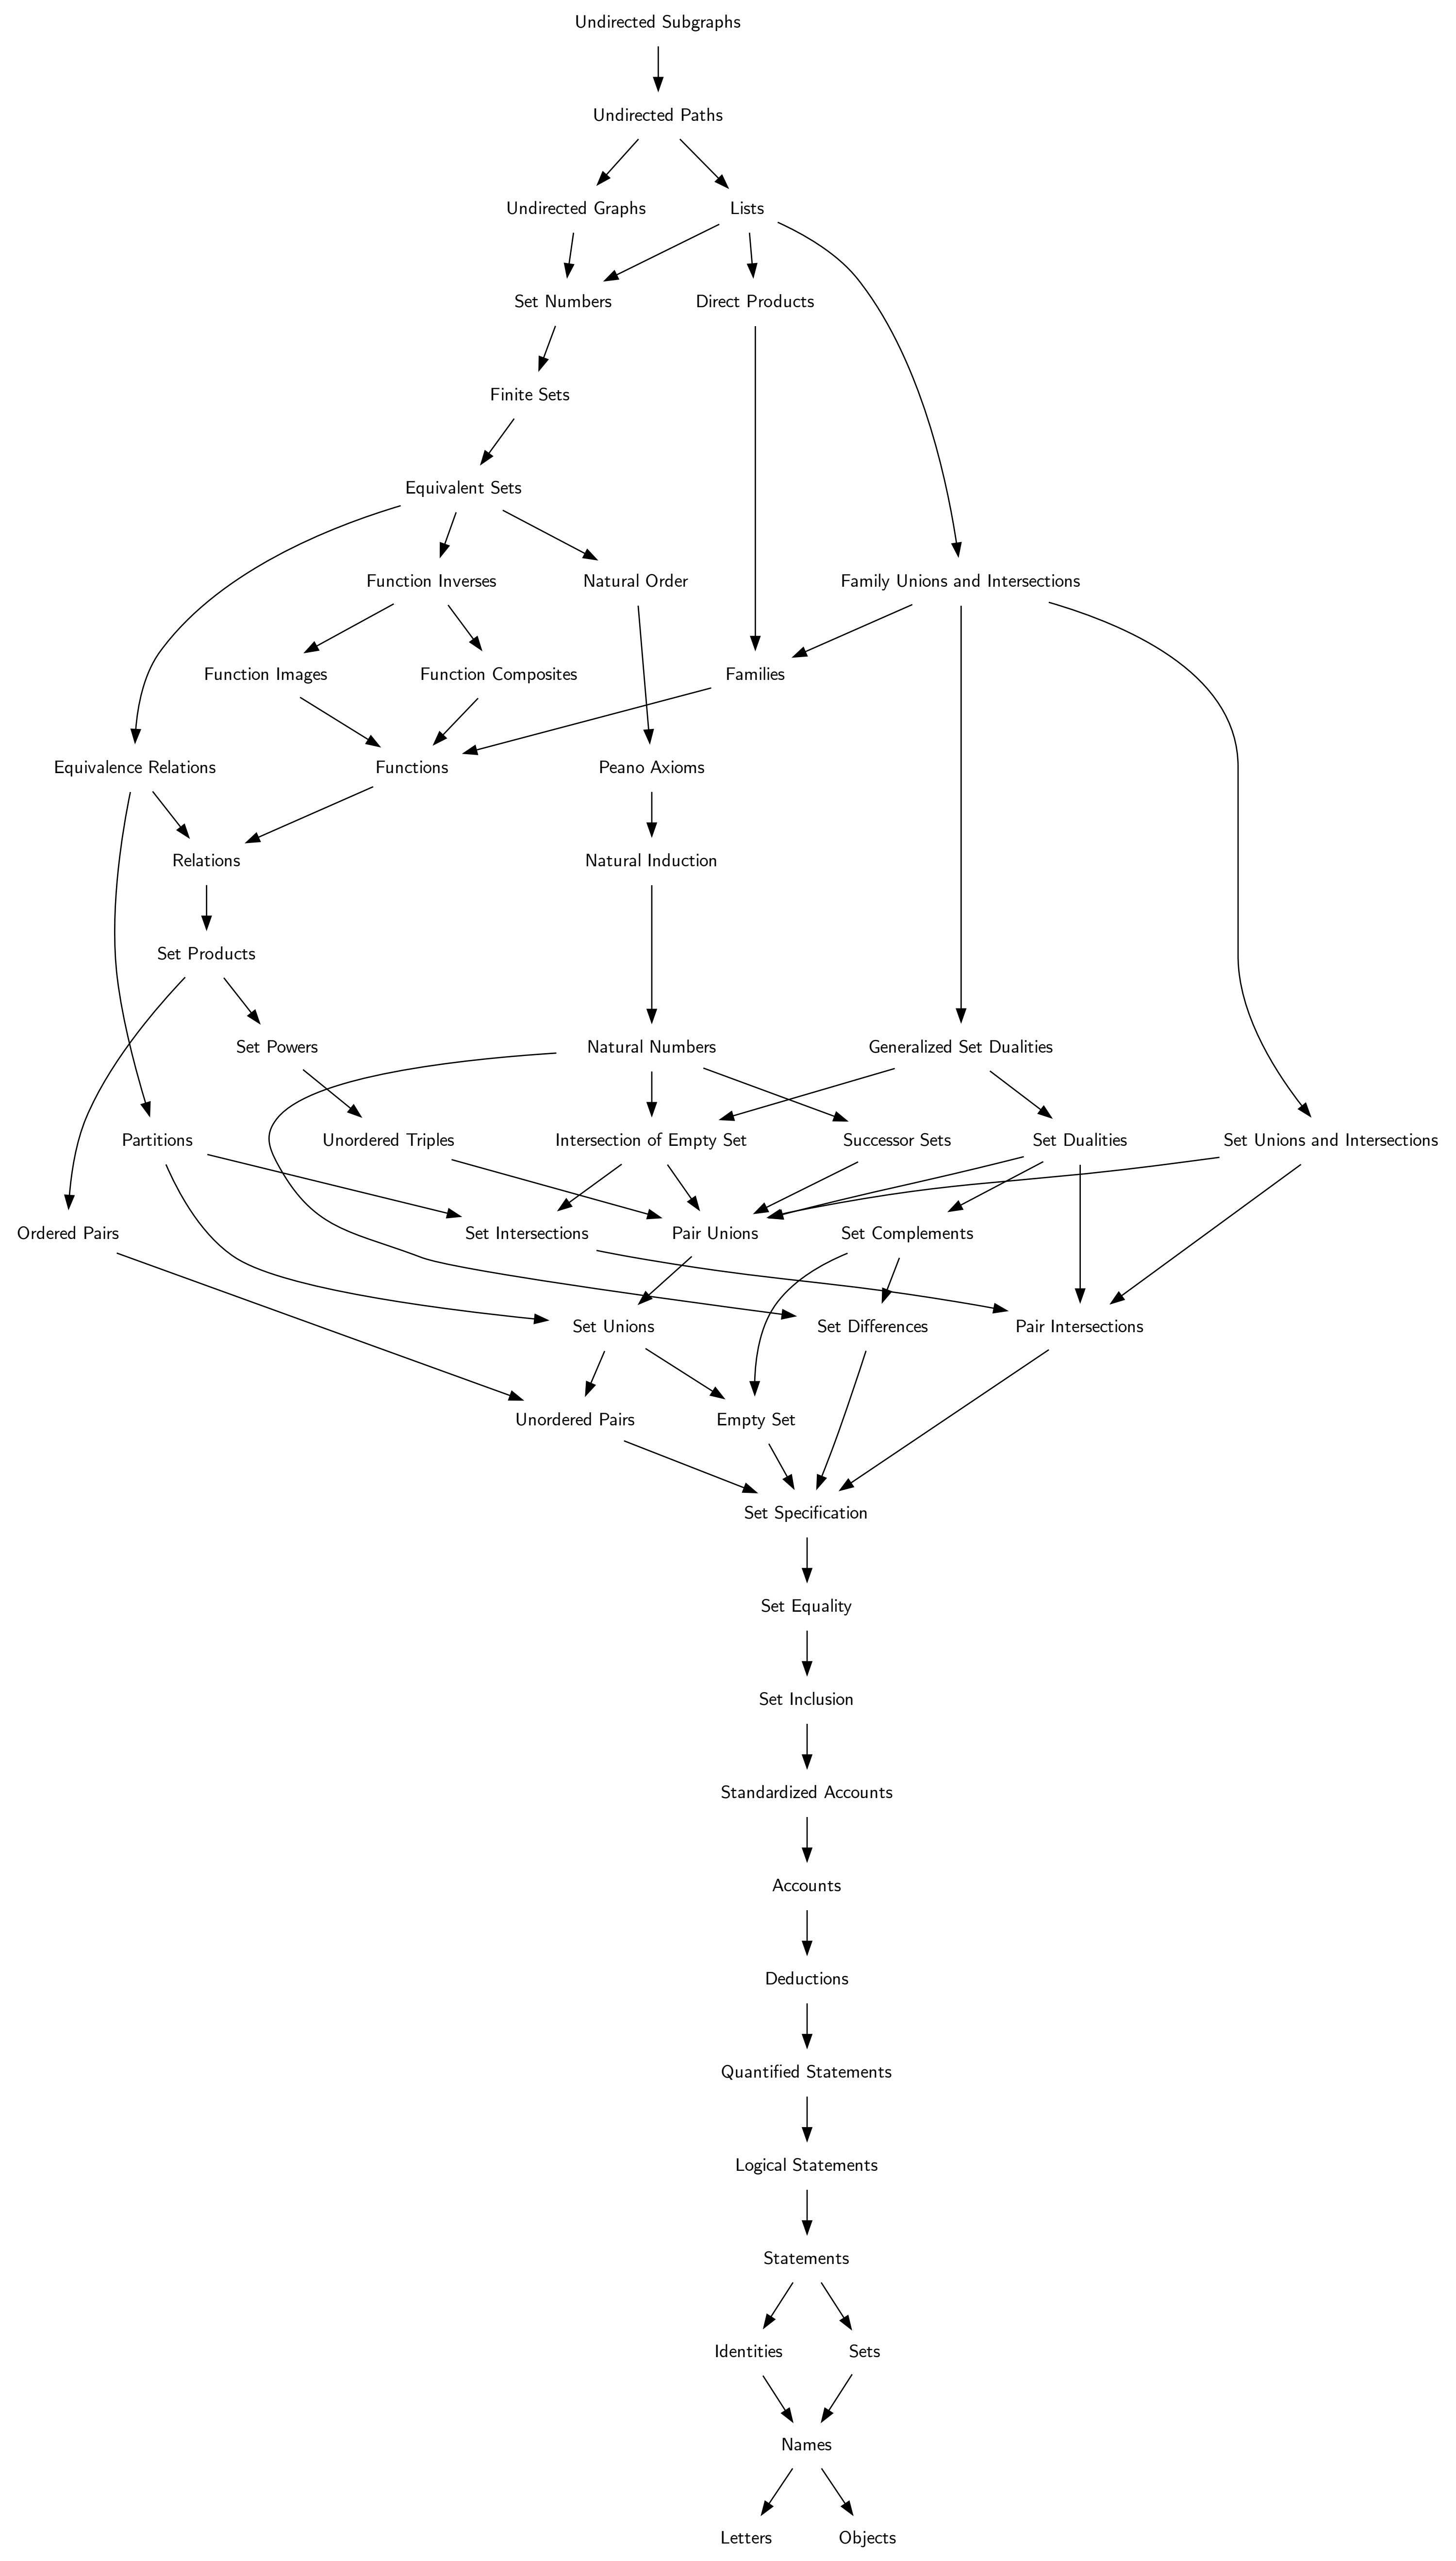 Undirected Subgraphs
Undirected Paths
Undirected Graphs
Lists
Set Numbers
Direct Products
Finite Sets
Equivalent Sets
Function Inverses
Natural Order
Family Unions and Intersections
Function Images
Function Composites
Families
Equivalence Relations
Functions
Peano Axioms
Relations
Natural Induction
Set Products
Set Powers
Natural Numbers
Generalized Set Dualities
Partitions
Unordered Triples
Intersection of Empty Set
Successor Sets
Set Dualities
Set Unions and Intersections
Ordered Pairs
Set Intersections
Pair Unions
Set Complements
Set Unions
Set Differences
Pair Intersections
Unordered Pairs
Empty Set
Set Specification
Set Equality
Set Inclusion
Standardized Accounts
Accounts
Deductions
Quantified Statements
Logical Statements
Statements
Identities
Sets
Names
Letters
Objects